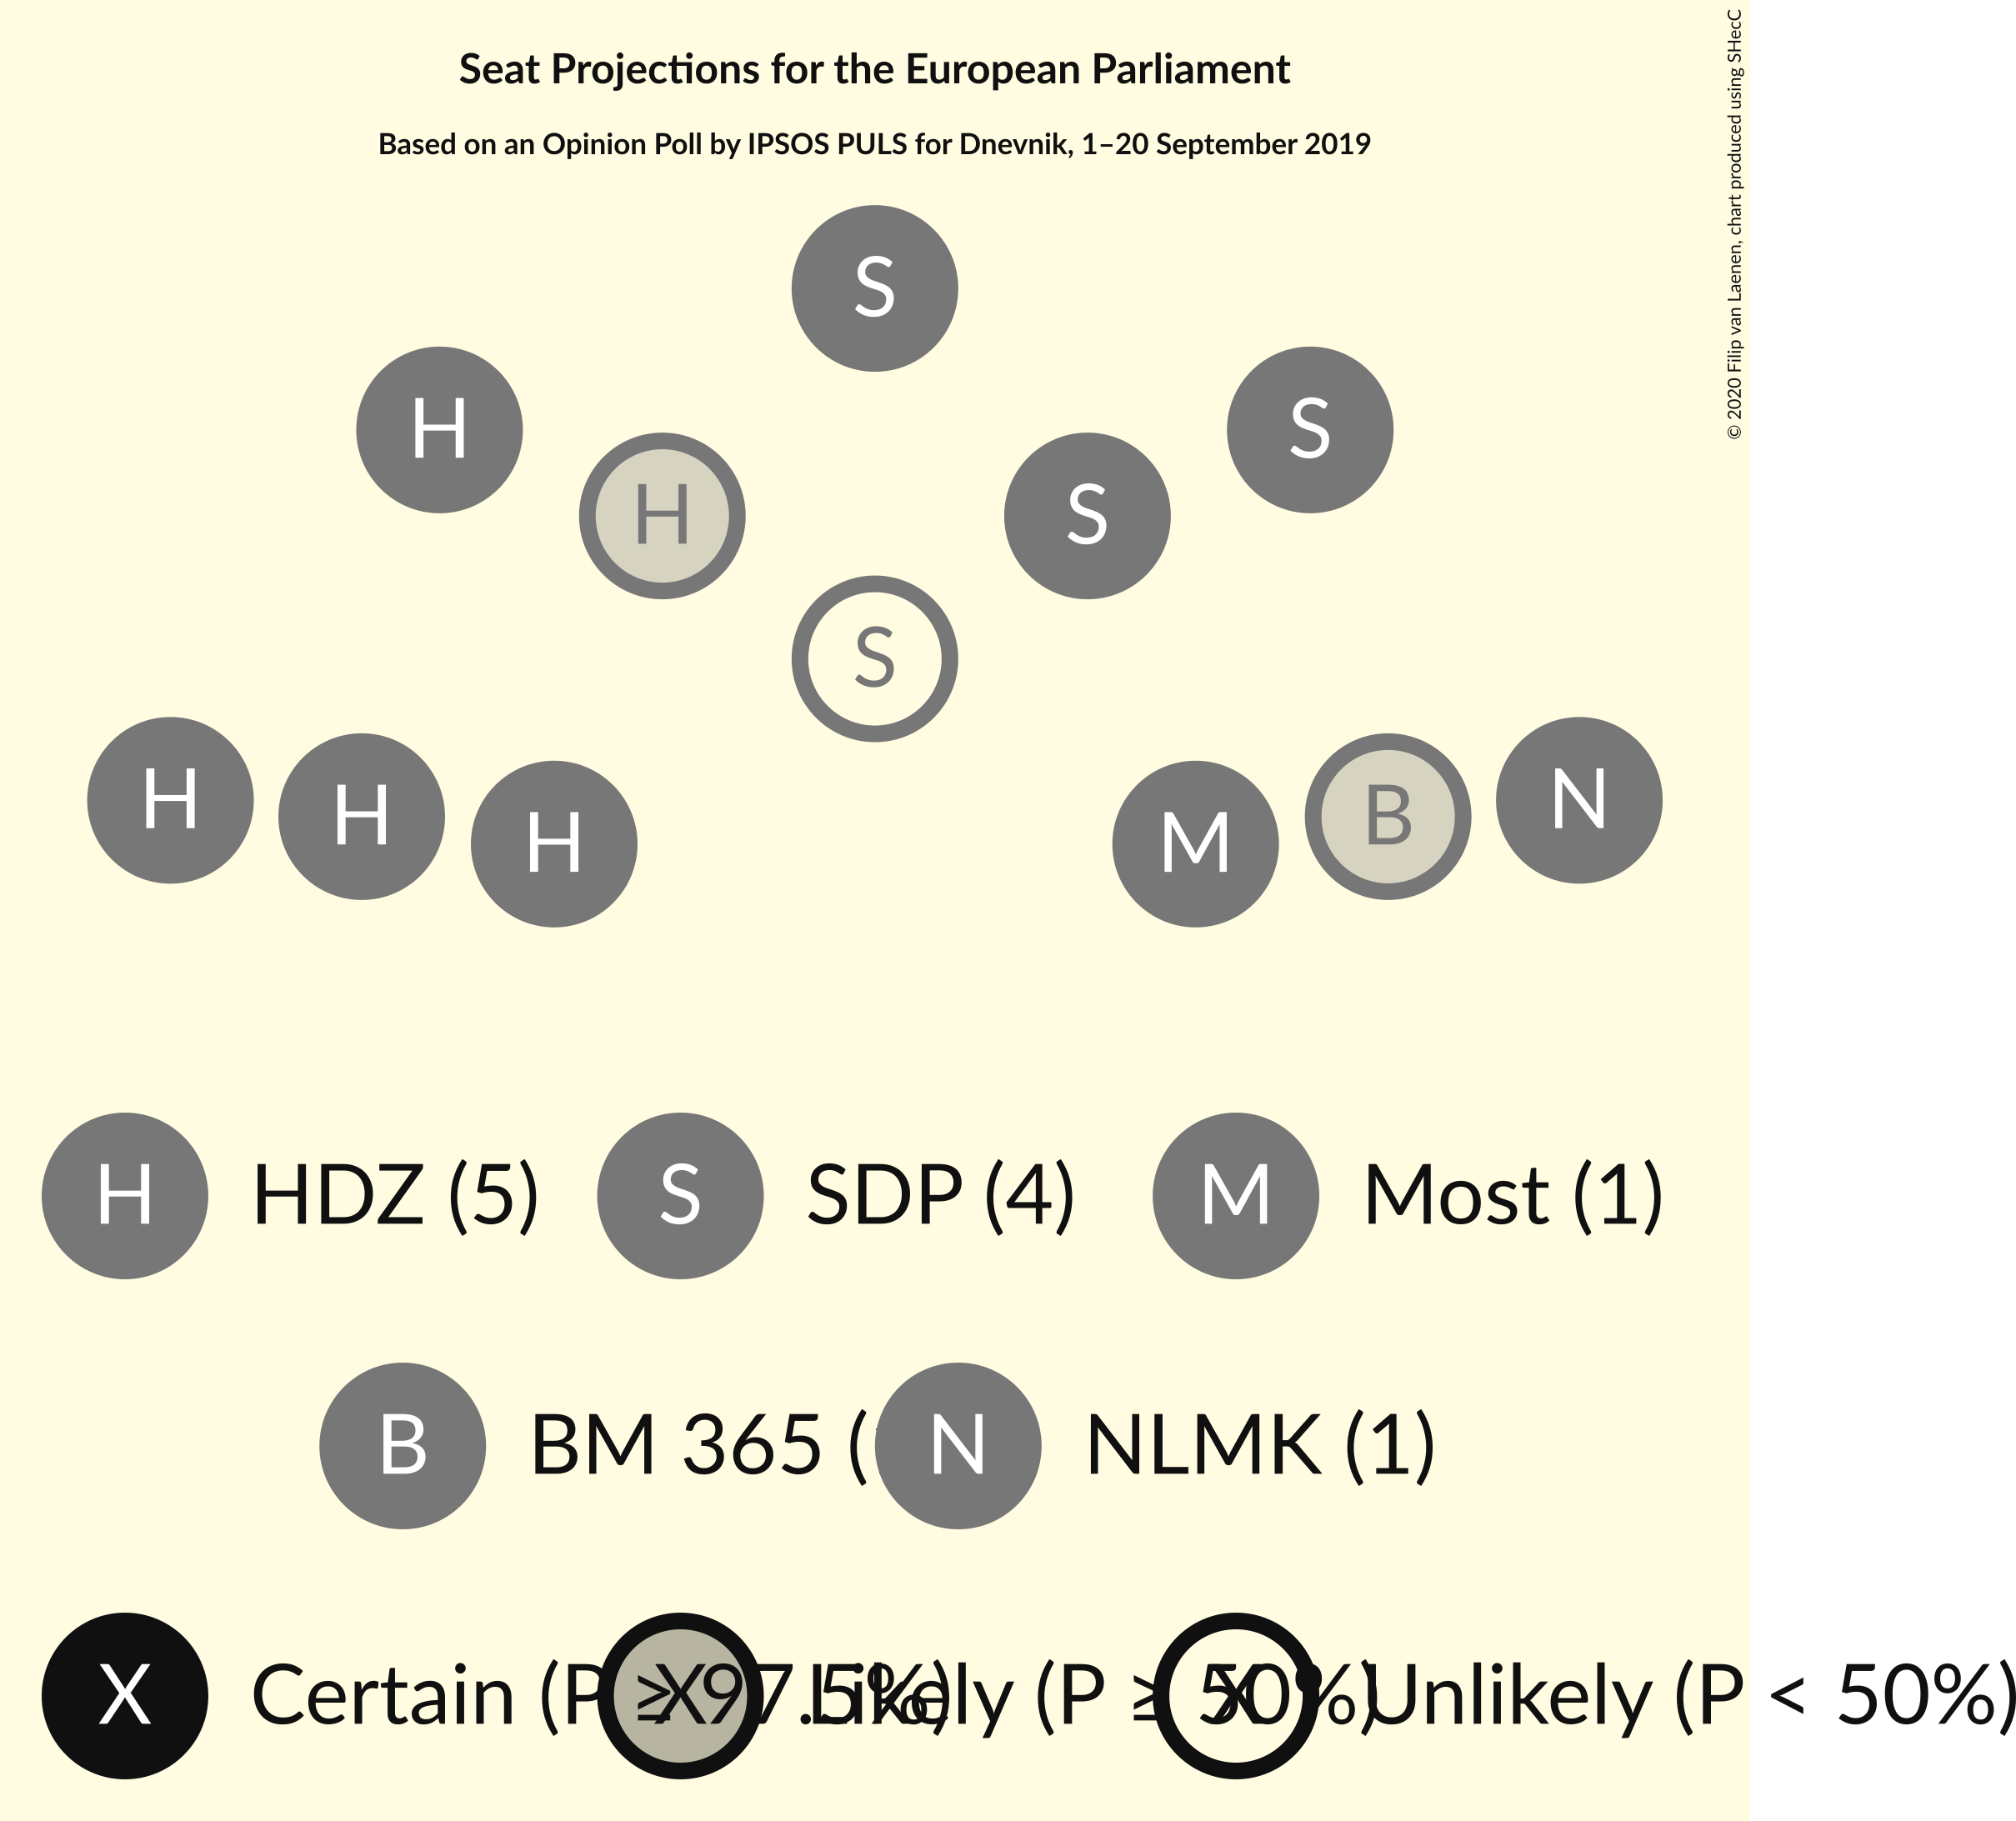 Seat Projections for the European Parliament
Based on an Opinion Poll by IPSOS PULS for Dnevnik, 1–20 September 2019
© 2020 Filip van Laenen, chart produced using SHecC
S
H S
H S
S
H N
H B
H M
H HDZ (5) S SDP (4) M Most (1)
B BM 365 ( N NLMK (1)
X Certain (P ≥ 97.5%) X Likely (P ≥ 50%) X Unlikely (P < 50%)